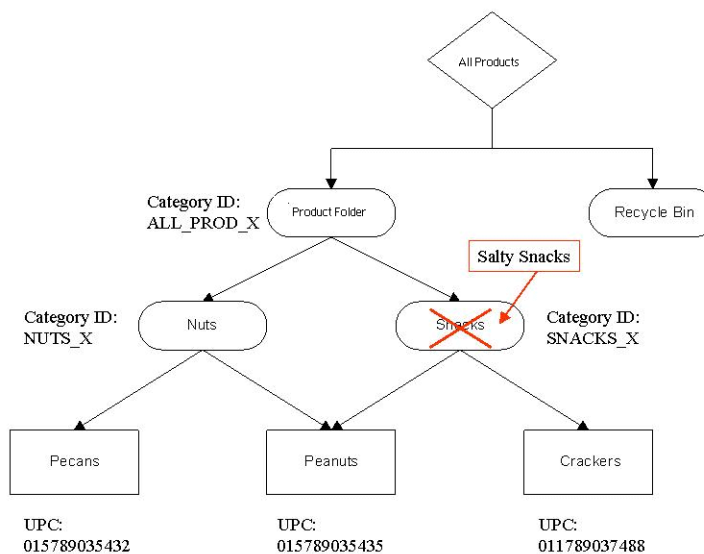 All Products
Category ID:
ALL_PROD_X
Product Folder
Recycle Bin
Salty Snacks
Category ID:
NUTS_X
Nuts
Snacks
Category ID:
SNACKS_X
Pecans
Peanuts
Crackers
UPC:
015789035432
UPC:
015789035435
UPC:
011789037488